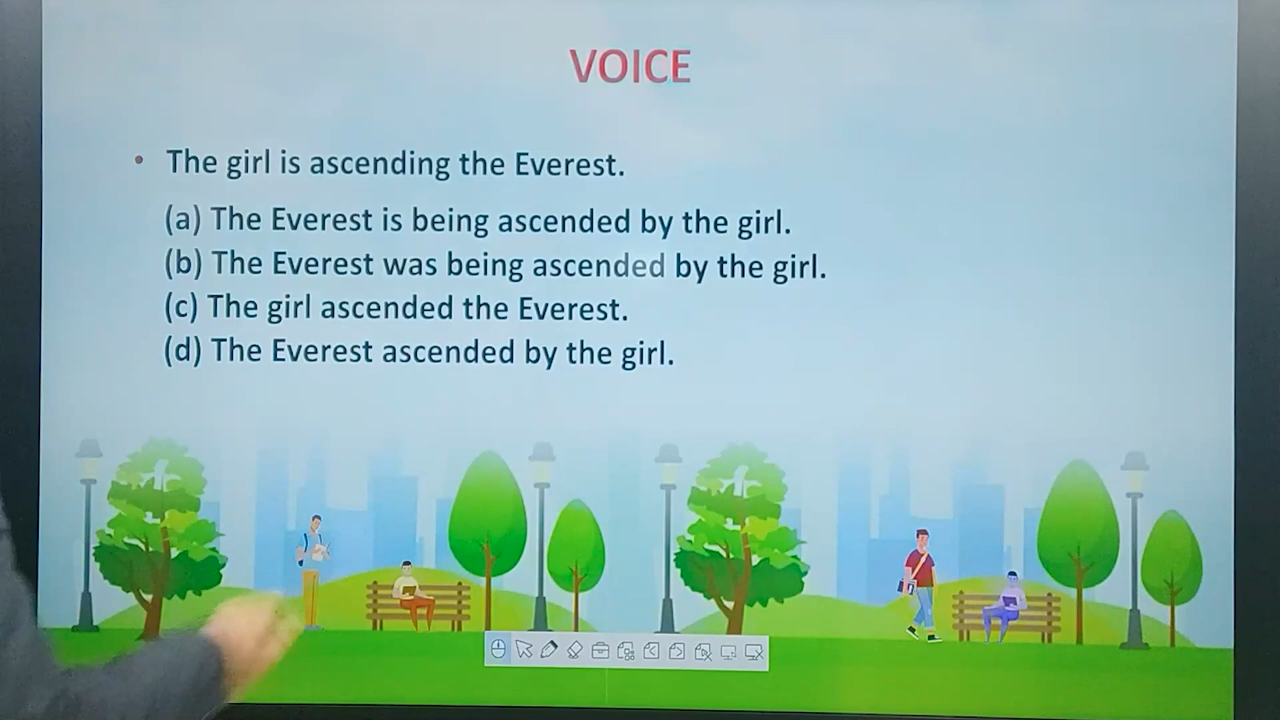 VOICE
• The girl is ascending the Everest.
(a) The Everest is being ascended by the girl.
(b) The Everest was being ascended by the girl.
(c) The girl ascended the Everest.
(d) The Everest ascended by the girl.